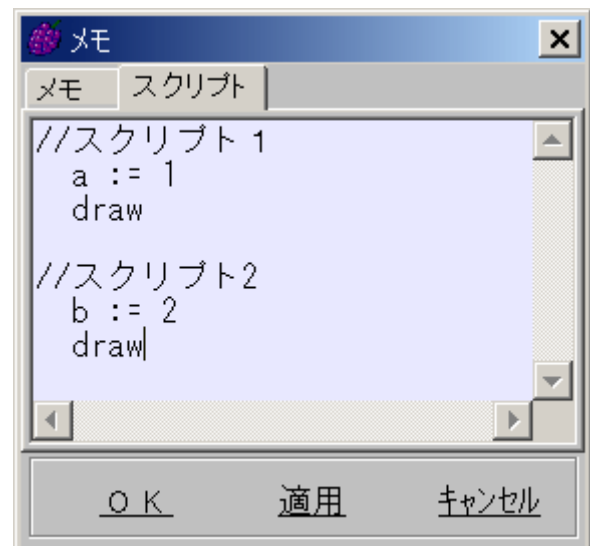 メモ
メモ スクリプト
//スクリプト 1
a := 1
draw
//スクリプト2
b := 2
draw
ＯＫ 適用 キャンセル